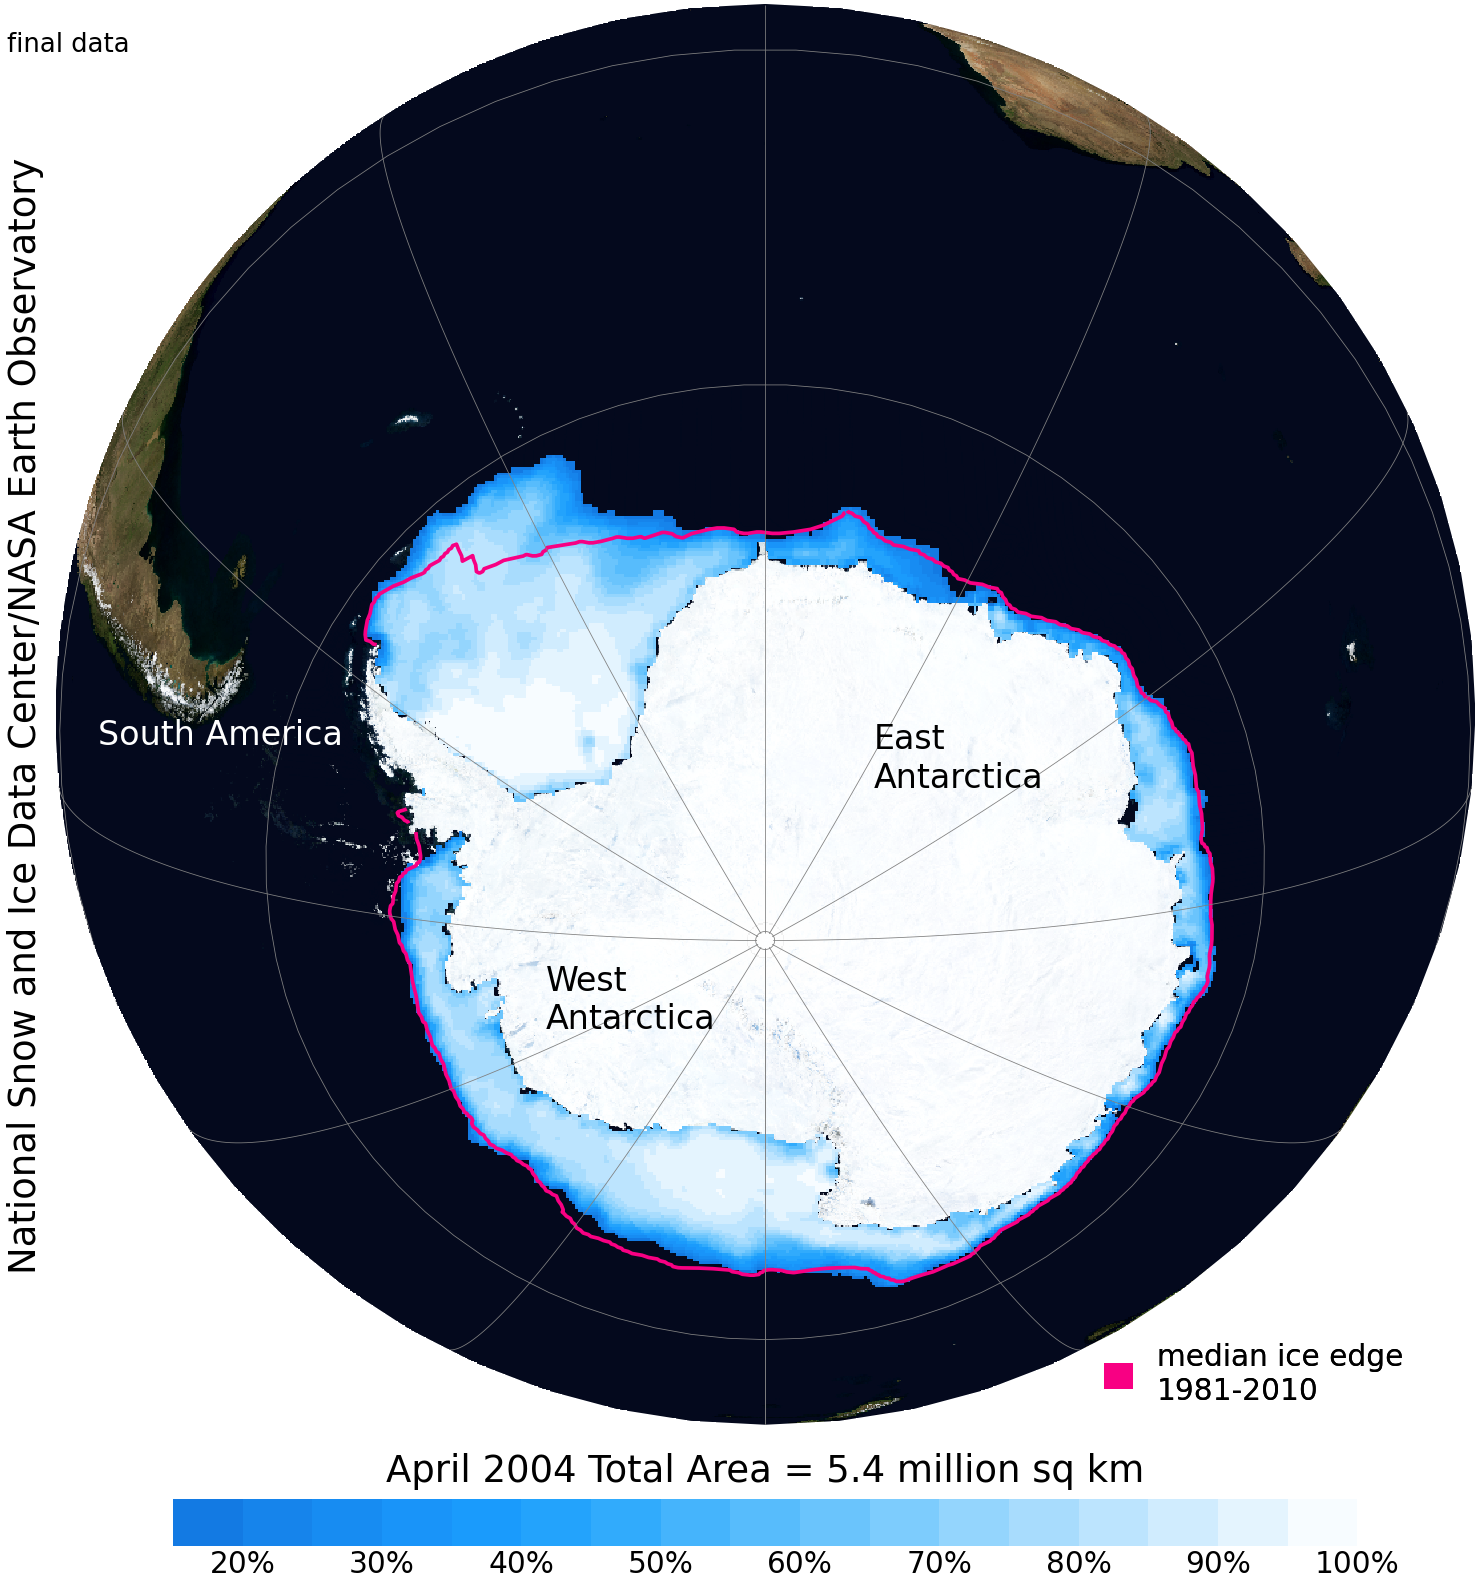 final data
National Snow and Ice Data Center/NASA Earth Observatory
South America
East
Antarctica
West
Antarctica
median ice edge
1981-2010
April 2004 Total Area = 5.4 million sq km
20% 30% 40% 50% 60% 70% 80% 90% 100%